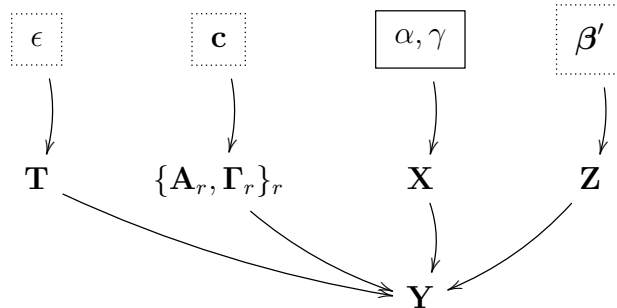 ϵ c α, γ β′
T {A_r, Γ_r}_r X Z
Y